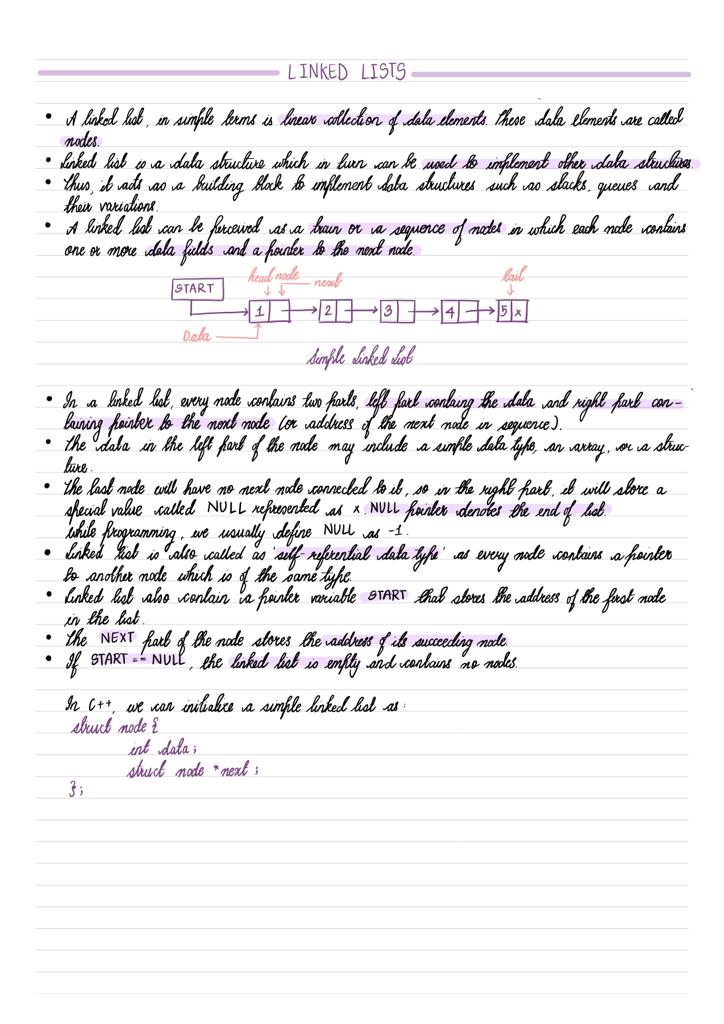 LINKED LISTS
• A linked list, in simple terms is linear collection of data elements. These data elements are called
nodes.
• Linked list is a data structure which in turn can be used to implement other data structures.
• Thus, it acts as a building block to implement data structures such as stacks, queues and
their variations.
• A linked list can be perceived as a train or a sequence of nodes in which each node contains
one or more data fields and a pointer to the next node.
head node
next
tail
START
1 2 3 4 5 x
Data
Simple Linked List
• In a linked list, every node contains two parts, left part containg the data and right part con-
taining pointer to the next node (or address of the next node in sequence).
• The data in the left part of the node may include a simple data type, an array, or a struc-
ture.
• The last node will have no next node connected to it, so in the right part, it will store a
special value called NULL represented as x. NULL pointer denotes the end of list.
While programming, we usually define NULL as -1.
• Linked list is also called as 'self-referential data type' as every node contains a pointer
to another node which is of the same type.
• Linked list also contain a pointer variable START that stores the address of the first node
in the list.
• The NEXT part of the node stores the address of its succeeding node.
• If START == NULL, the linked list is empty and contains no nodes.
In C++, we can initialize a simple linked list as:
struct node {
int data;
struct node *next;
};